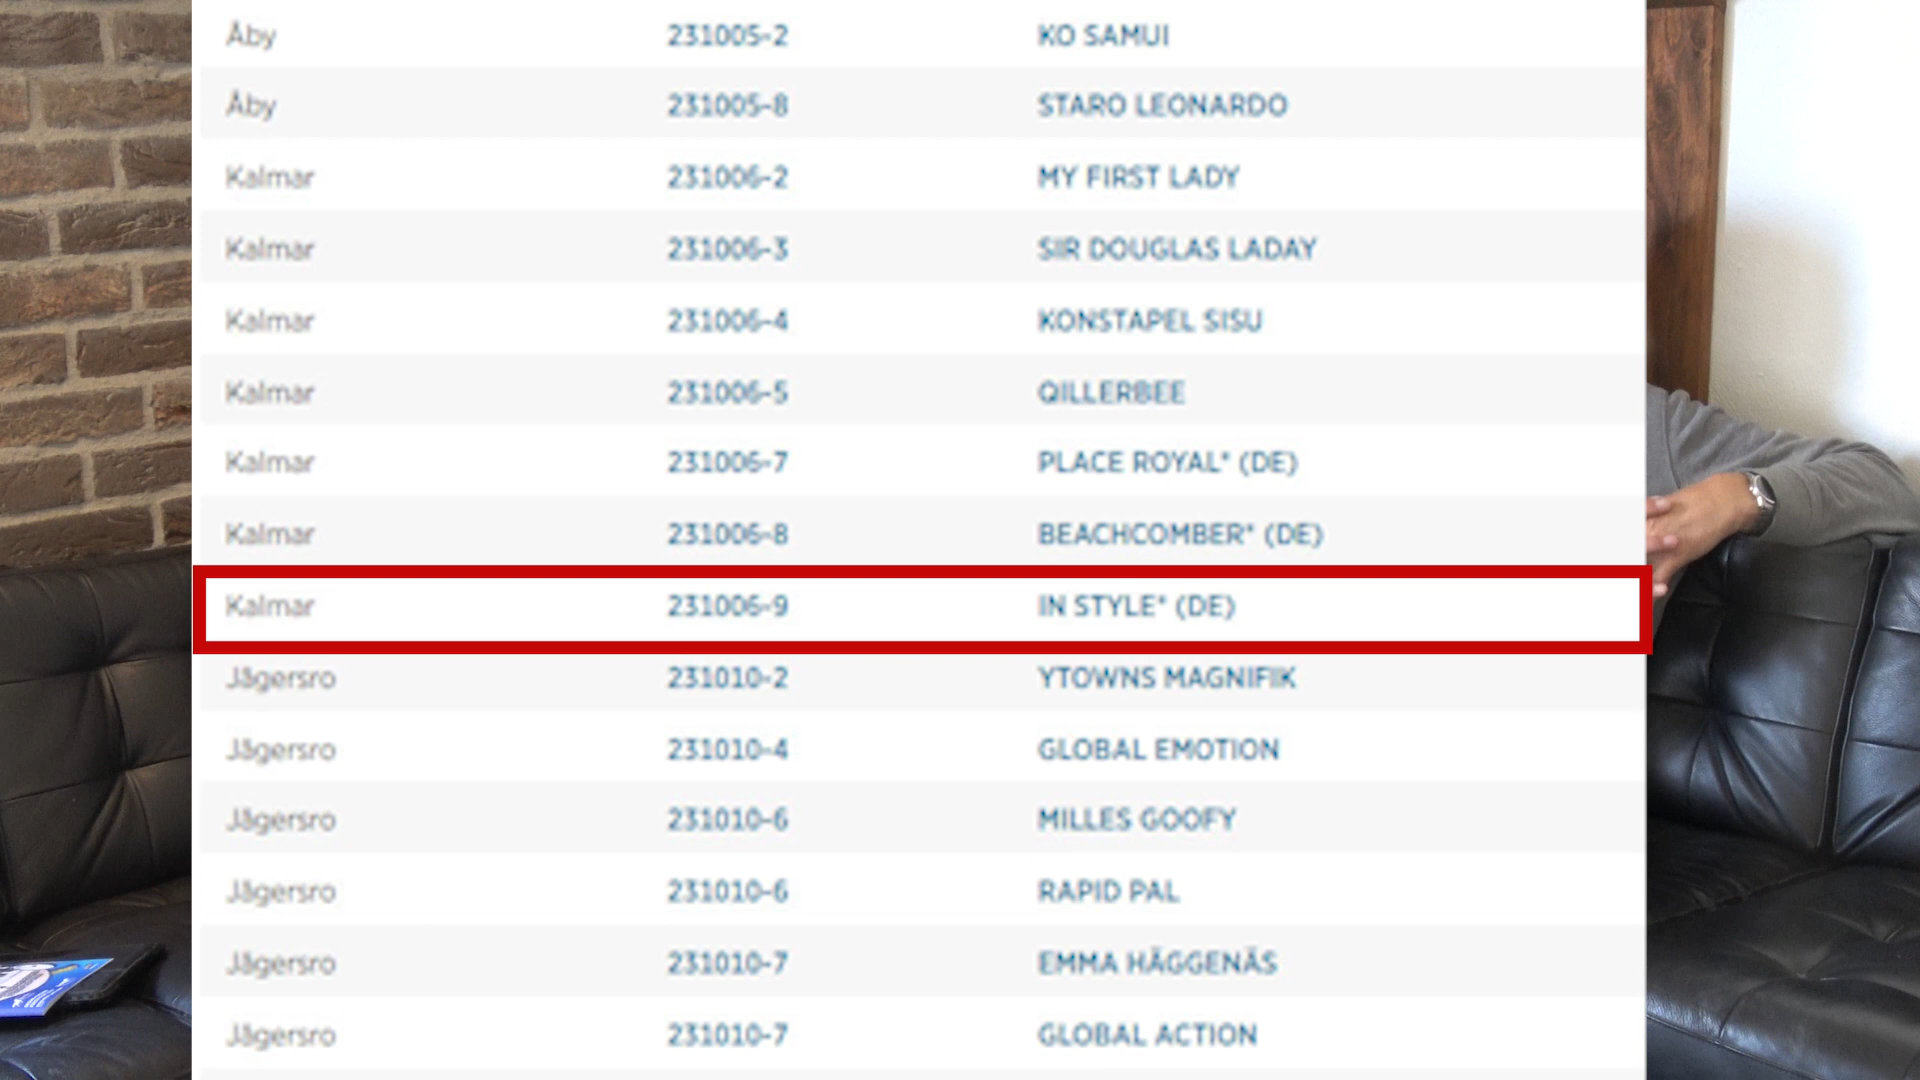 Åby 231005-2 KO SAMUI
Åby 231005-8 STARO LEONARDO
Kalmar 231006-2 MY FIRST LADY
Kalmar 231006-3 SIR DOUGLAS LADAY
Kalmar 231006-4 KONSTAPEL SISU
Kalmar 231006-5 QILLERBEE
Kalmar 231006-7 PLACE ROYAL* (DE)
Kalmar 231006-8 BEACHCOMBER* (DE)
Kalmar 231006-9 IN STYLE* (DE)
Jägersro 231010-2 YTOWNS MAGNIFIK
Jägersro 231010-4 GLOBAL EMOTION
Jägersro 231010-6 MILLES GOOFY
Jägersro 231010-6 RAPID PAL
Jägersro 231010-7 EMMA HÄGGENÄS
Jägersro 231010-7 GLOBAL ACTION